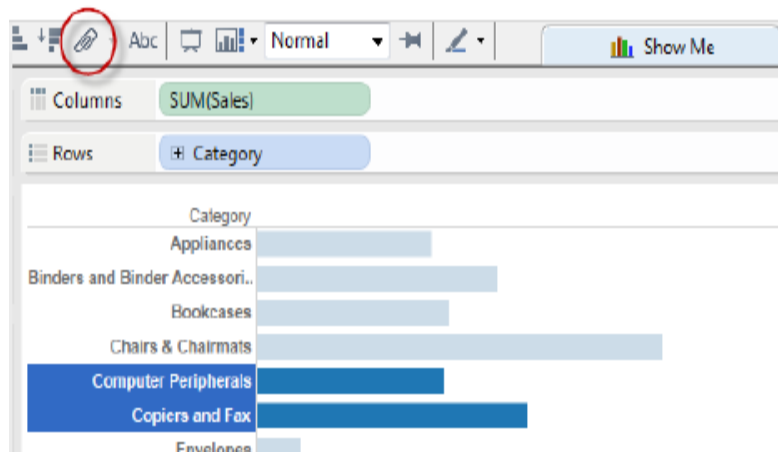 Abc Normal Show Me
Columns SUM(Sales)
Rows Category
Category
Appliances
Binders and Binder Accessori..
Bookcases
Chairs & Chairmats
Computer Peripherals
Copiers and Fax
Envelopes